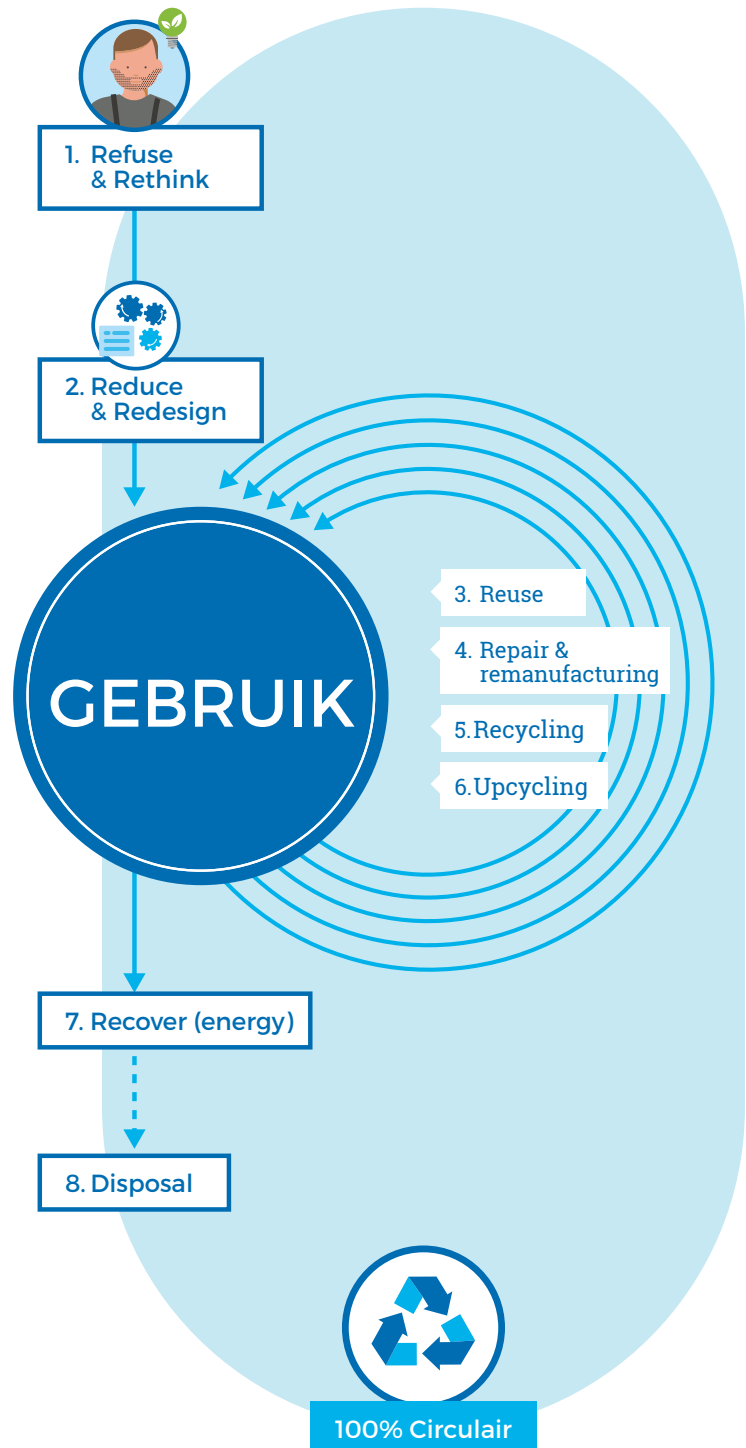 1. Refuse
& Rethink
2. Reduce
& Redesign
GEBRUIK
3. Reuse
4. Repair &
remanufacturing
5.Recycling
6.Upcycling
7. Recover (energy)
8. Disposal
100% Circulair